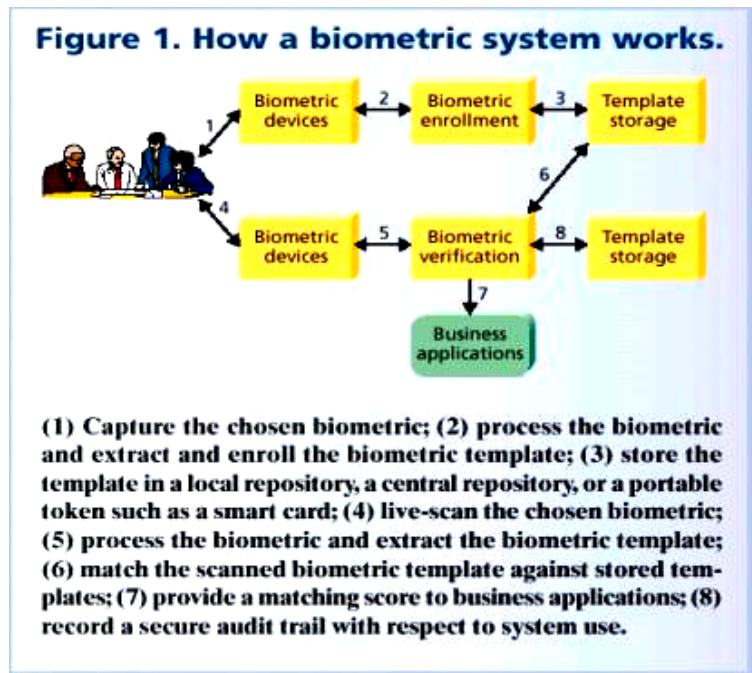 Figure 1. How a biometric system works.
Biometric
devices
2
Biometric
enrollment
3
Template
storage
1
6
4
Biometric
devices
5
Biometric
verification
8
Template
storage
7
Business
applications
(1) Capture the chosen biometric; (2) process the biometric
and extract and enroll the biometric template; (3) store the
template in a local repository, a central repository, or a portable
token such as a smart card; (4) live-scan the chosen biometric;
(5) process the biometric and extract the biometric template;
(6) match the scanned biometric template against stored tem-
plates; (7) provide a matching score to business applications; (8)
record a secure audit trail with respect to system use.